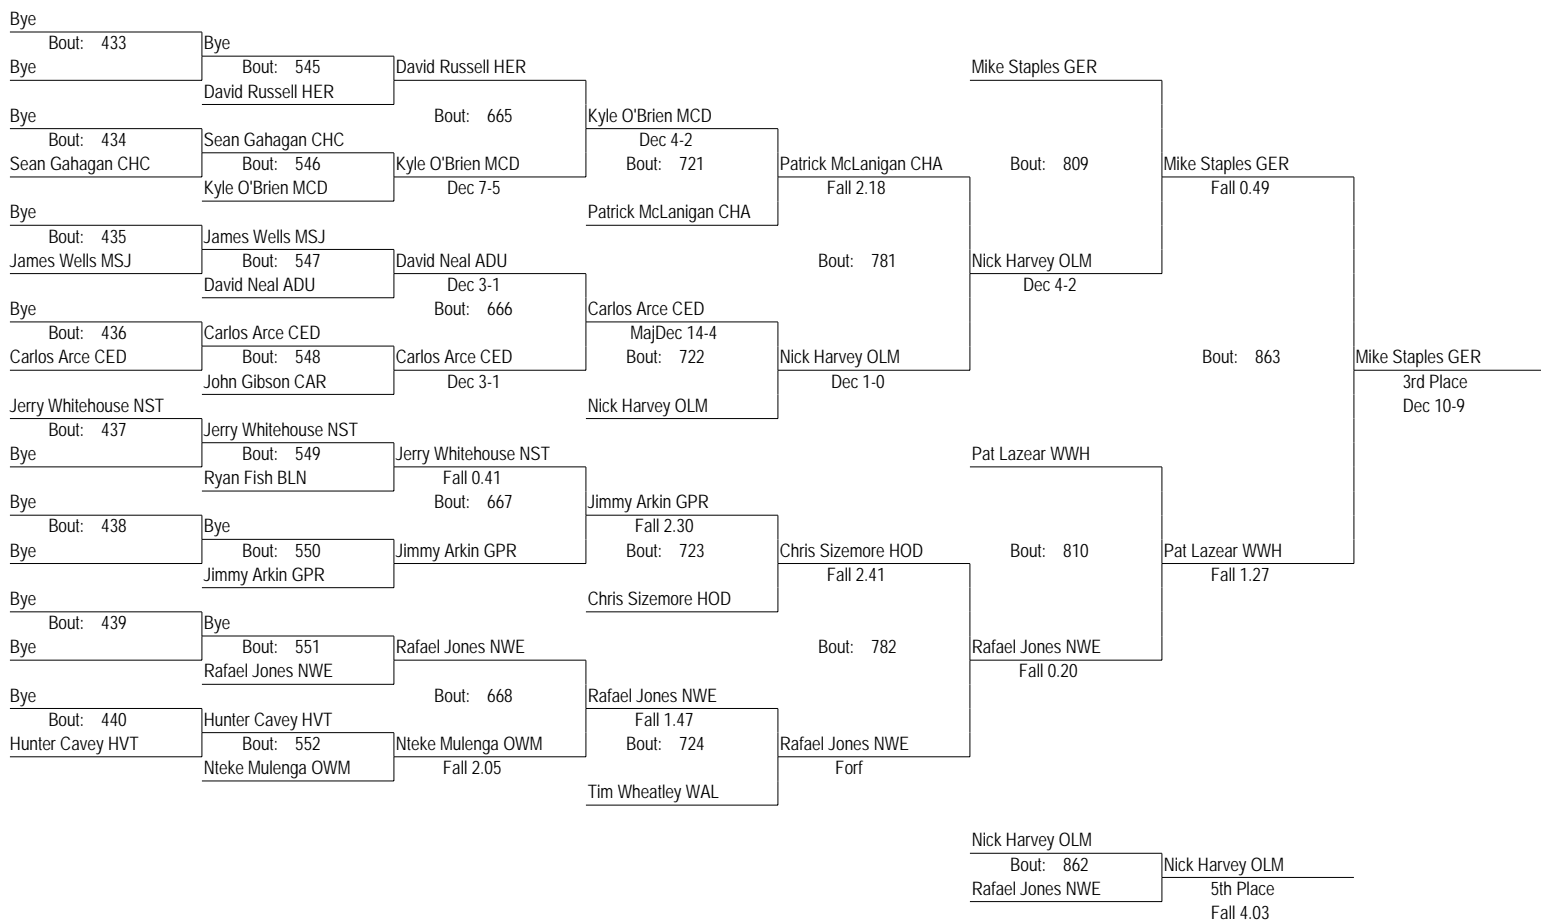 Bye
Bout: 433 Bye
Bye Bout: 545 David Russell HER Mike Staples GER
David Russell HER
Bye Bout: 665 Kyle O'Brien MCD
Bout: 434 Sean Gahagan CHC Dec 4-2
Sean Gahagan CHC Bout: 546 Kyle O'Brien MCD Bout: 721 Patrick McLanigan CHA Bout: 809 Mike Staples GER
Kyle O'Brien MCD Dec 7-5 Fall 2.18 Fall 0.49
Bye Patrick McLanigan CHA
Bout: 435 James Wells MSJ
James Wells MSJ Bout: 547 David Neal ADU Bout: 781 Nick Harvey OLM
David Neal ADU Dec 3-1 Dec 4-2
Bye Bout: 666 Carlos Arce CED
Bout: 436 Carlos Arce CED MajDec 14-4
Carlos Arce CED Bout: 548 Carlos Arce CED Bout: 722 Nick Harvey OLM Bout: 863 Mike Staples GER
John Gibson CAR Dec 3-1 Dec 1-0 3rd Place
Jerry Whitehouse NST Nick Harvey OLM Dec 10-9
Bout: 437 Jerry Whitehouse NST
Bye Bout: 549 Jerry Whitehouse NST Pat Lazear WWH
Ryan Fish BLN Fall 0.41
Bye Bout: 667 Jimmy Arkin GPR
Bout: 438 Bye Fall 2.30
Bye Bout: 550 Jimmy Arkin GPR Bout: 723 Chris Sizemore HOD Bout: 810 Pat Lazear WWH
Jimmy Arkin GPR Fall 2.41 Fall 1.27
Bye Chris Sizemore HOD
Bout: 439 Bye
Bye Bout: 551 Rafael Jones NWE Bout: 782 Rafael Jones NWE
Rafael Jones NWE Fall 0.20
Bye Bout: 668 Rafael Jones NWE
Bout: 440 Hunter Cavey HVT Fall 1.47
Hunter Cavey HVT Bout: 552 Nteke Mulenga OWM Bout: 724 Rafael Jones NWE
Nteke Mulenga OWM Fall 2.05 Forf
Tim Wheatley WAL
Nick Harvey OLM
Bout: 862 Nick Harvey OLM
Rafael Jones NWE 5th Place
Fall 4.03